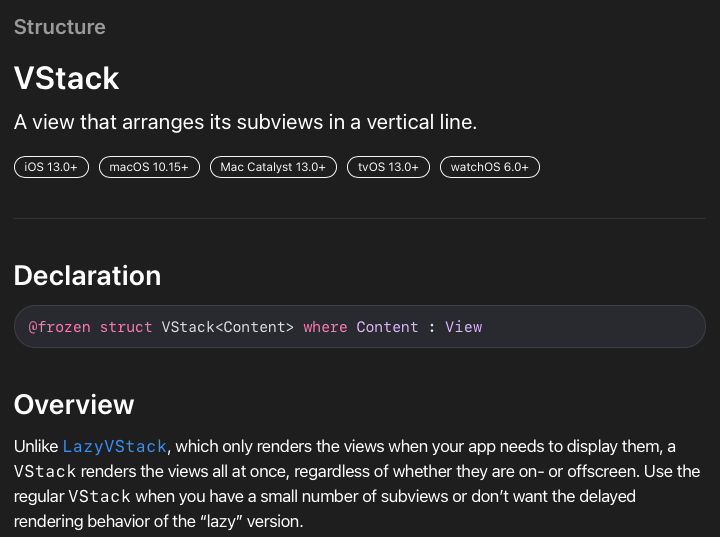 Structure
VStack
A view that arranges its subviews in a vertical line.
iOS 13.0+ macOS 10.15+ Mac Catalyst 13.0+ tvOS 13.0+ watchOS 6.0+
Declaration
@frozen struct VStack<Content> where Content : View
Overview
Unlike LazyVStack, which only renders the views when your app needs to display them, a
VStack renders the views all at once, regardless of whether they are on- or offscreen. Use the
regular VStack when you have a small number of subviews or don’t want the delayed
rendering behavior of the “lazy” version.